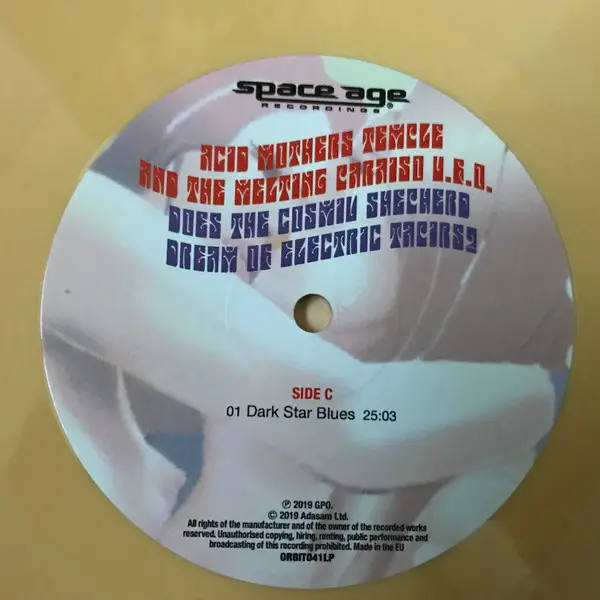 space age®
RECORDINGS
ACID MOTHERS TEMPLE
AND THE MELTING PARAISO U.F.O.
DOES THE COSMIC SHEPHERD
DREAM OF ELECTRIC TAPIRS?
SIDE C
01 Dark Star Blues 25:03
℗ 2019 GPO.
© 2019 Adasam Ltd.
All rights of the manufacturer and of the owner of the recorded works
reserved. Unauthorised copying, hiring, renting, public performance and
broadcasting of this recording prohibited. Made in the EU
ORBIT041LP